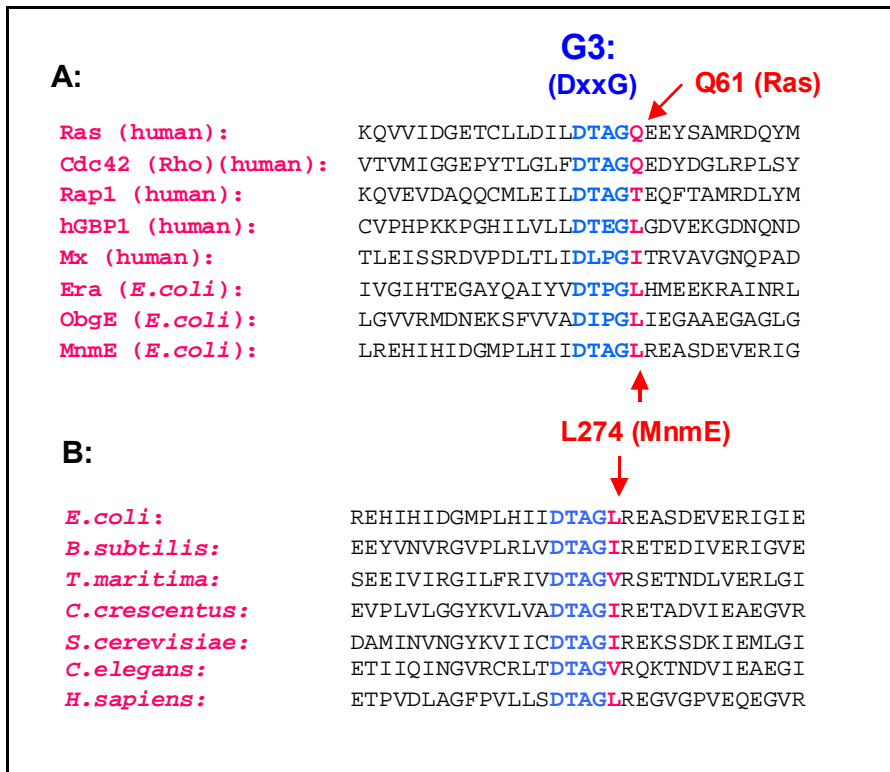 G3:
A:
(DxxG)
Q61 (Ras)
Ras (human): KQVVIDGETCLLDILDTAGQEEYSAMRDQYM
Cdc42 (Rho)(human): VTVMIGGEPYTLGLFDTAGQEDYDGLRPLSY
Rap1 (human): KQVEVDAQQCMLEILDTAGTEQFTAMRDLYM
hGBP1 (human): CVPHPKKPGHILVLLDTEGLGDVEKGDNQND
Mx (human): TLEISSRDVPDLTLIDLPGITRVAVGNQPAD
Era (E.coli): IVGIHTEGAYQAIYVDTPGLHMEEKRAINRL
ObgE (E.coli): LGVVRMDNEKSFVVADIPGLIEGAAEGAGLG
MnmE (E.coli): LREHIHIDGMPLHIIDTAGLREASDEVERIG
L274 (MnmE)
B:
E.coli: REHIHIDGMPLHIIDTAGLREASDEVERIGIE
B.subtilis: EEYVNVRGVPLRLVDTAGIRETEDIVERIGVE
T.maritima: SEEIVIRGILFRIVDTAGVRSETNDLVERLGI
C.crescentus: EVPLVLGGYKVLVADTAGIRETADVIEAEGVR
S.cerevisiae: DAMINVNGYKVIICDTAGIREKSSDKIEMLGI
C.elegans: ETIIQINGVRCRLTDTAGVRQKTNDVIEAEGI
H.sapiens: ETPVDLAGFPVLLSDTAGLREGVGPVEQEGVR